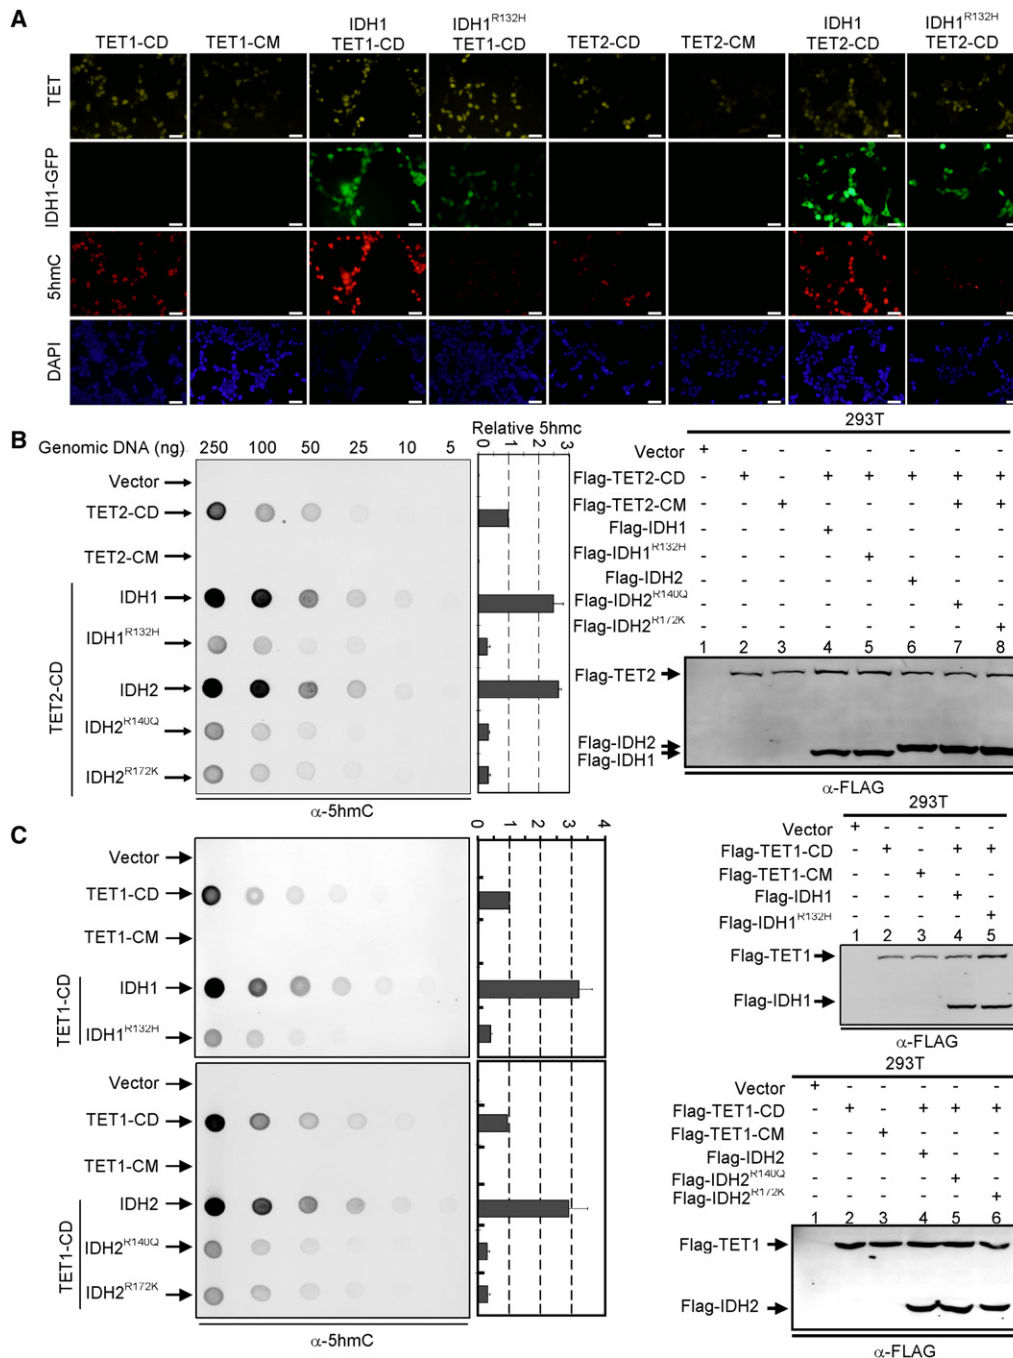 A
TET1-CD
TET1-CM
IDH1
TET1-CD
IDH1R132H
TET1-CD
TET2-CD
TET2-CM
IDH1
TET2-CD
IDH1R132H
TET2-CD
TET
IDH1-GFP
5hmC
DAPI
B
Genomic DNA (ng) 250 100 50 25 10 5
Vector
TET2-CD
TET2-CM
TET2-CD
IDH1
IDH1R132H
IDH2
IDH2R140Q
IDH2R172K
α-5hmC
Relative 5hmc
0 1 2 3
293T
Vector + - - - - - - -
Flag-TET2-CD - + - + + + + +
Flag-TET2-CM - - + - - - + +
Flag-IDH1 - - - + - - - -
Flag-IDH1R132H - - - - + - - -
Flag-IDH2 - - - - - + - -
Flag-IDH2R140Q - - - - - - + -
Flag-IDH2R172K - - - - - - - +
1 2 3 4 5 6 7 8
Flag-TET2
Flag-IDH2
Flag-IDH1
α-FLAG
C
Vector
TET1-CD
TET1-CM
TET1-CD
IDH1
IDH1R132H
0 1 2 3 4
293T
Vector + - - - -
Flag-TET1-CD - + - + +
Flag-TET1-CM - - + - -
Flag-IDH1 - - - + -
Flag-IDH1R132H - - - - +
1 2 3 4 5
Flag-TET1
Flag-IDH1
α-FLAG
Vector
TET1-CD
TET1-CM
TET1-CD
IDH2
IDH2R140Q
IDH2R172K
α-5hmC
293T
Vector + - - - - -
Flag-TET1-CD - + - + + +
Flag-TET1-CM - - + - - -
Flag-IDH2 - - - + - -
Flag-IDH2R140Q - - - - + -
Flag-IDH2R172K - - - - - +
1 2 3 4 5 6
Flag-TET1
Flag-IDH2
α-FLAG